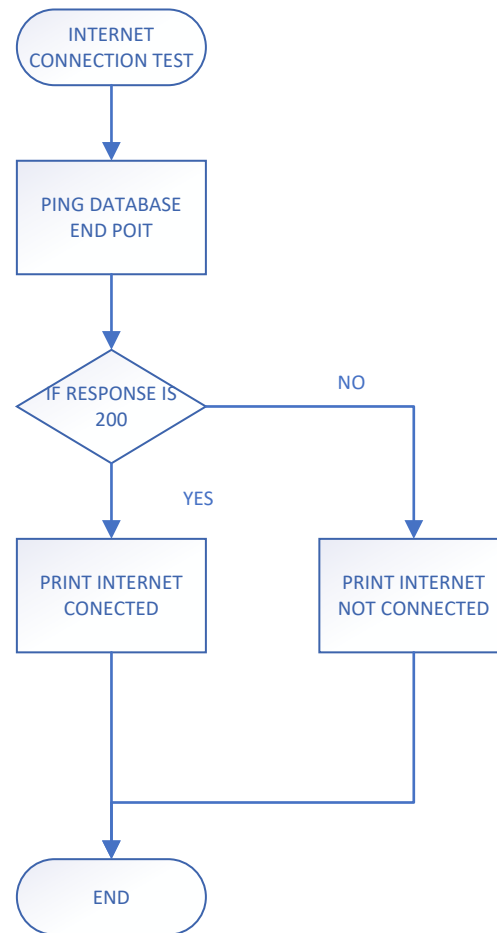 INTERNET
CONNECTION TEST
PING DATABASE
END POIT
IF RESPONSE IS
200
NO
YES
PRINT INTERNET
CONECTED
PRINT INTERNET
NOT CONNECTED
END